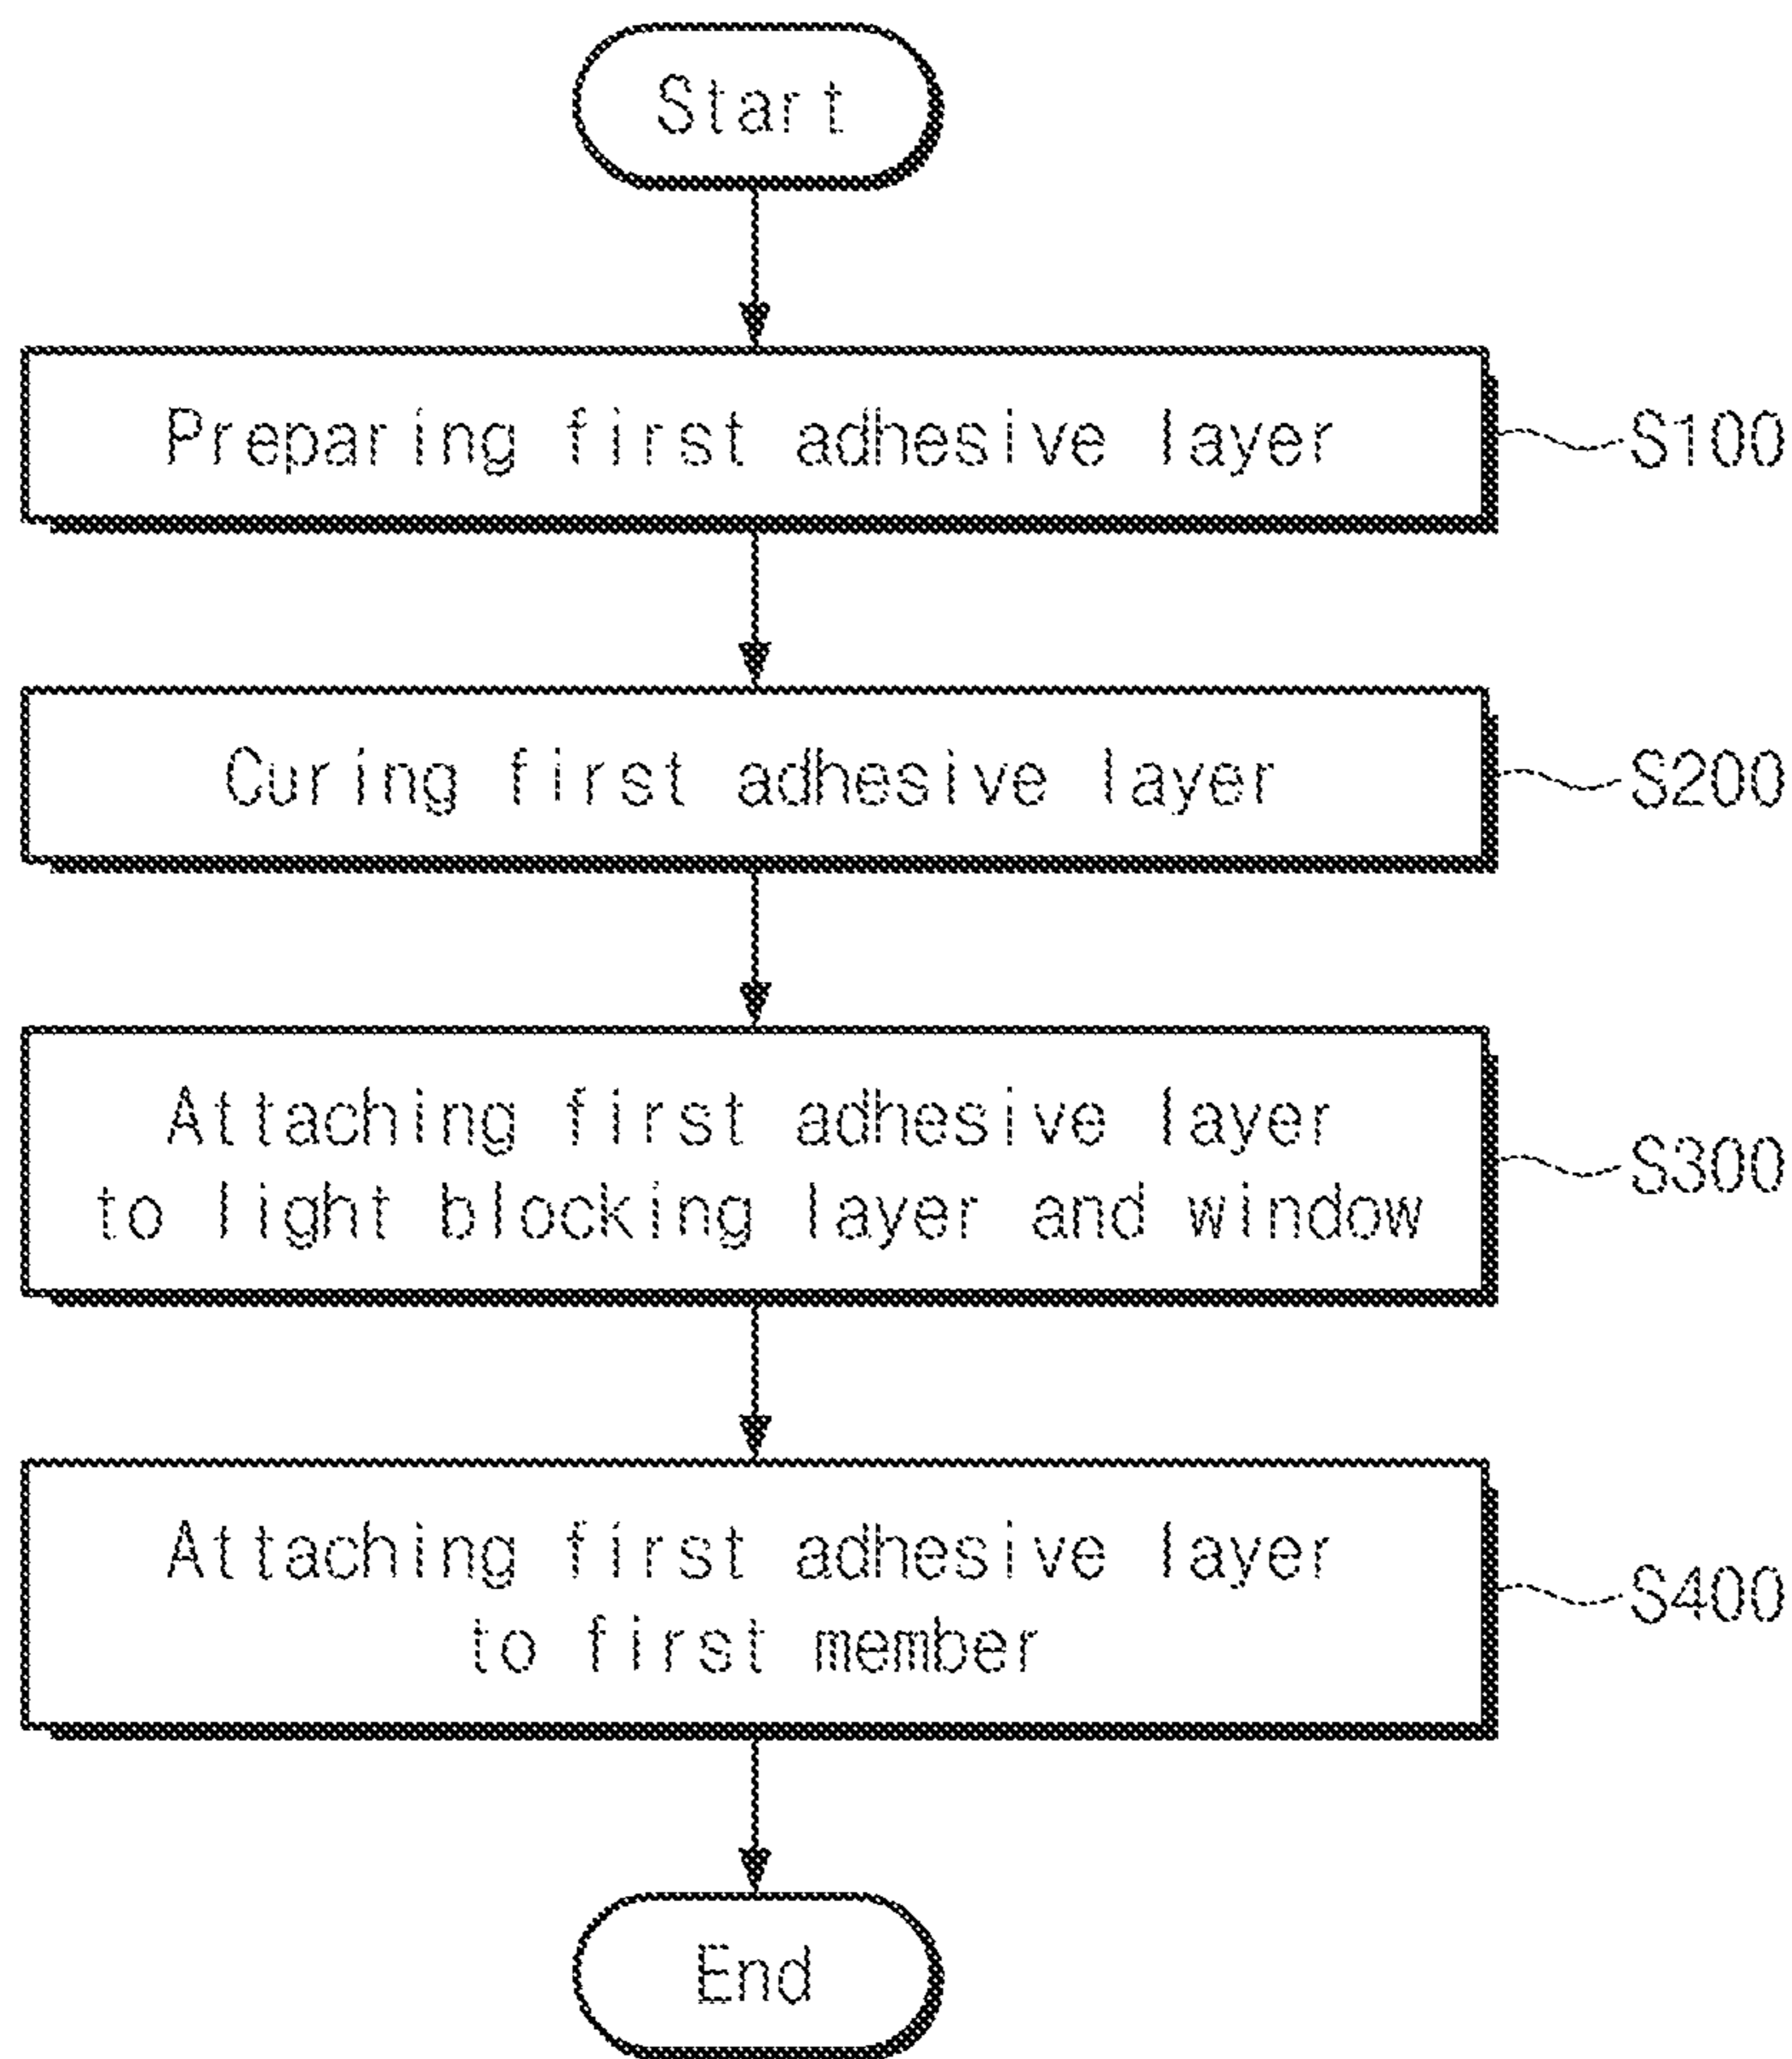 Start
Preparing first adhesive layer
S100
Curing first adhesive layer
S200
Attaching first adhesive layer
to light blocking layer and window
S300
Attaching first adhesive layer
to first member
S400
End